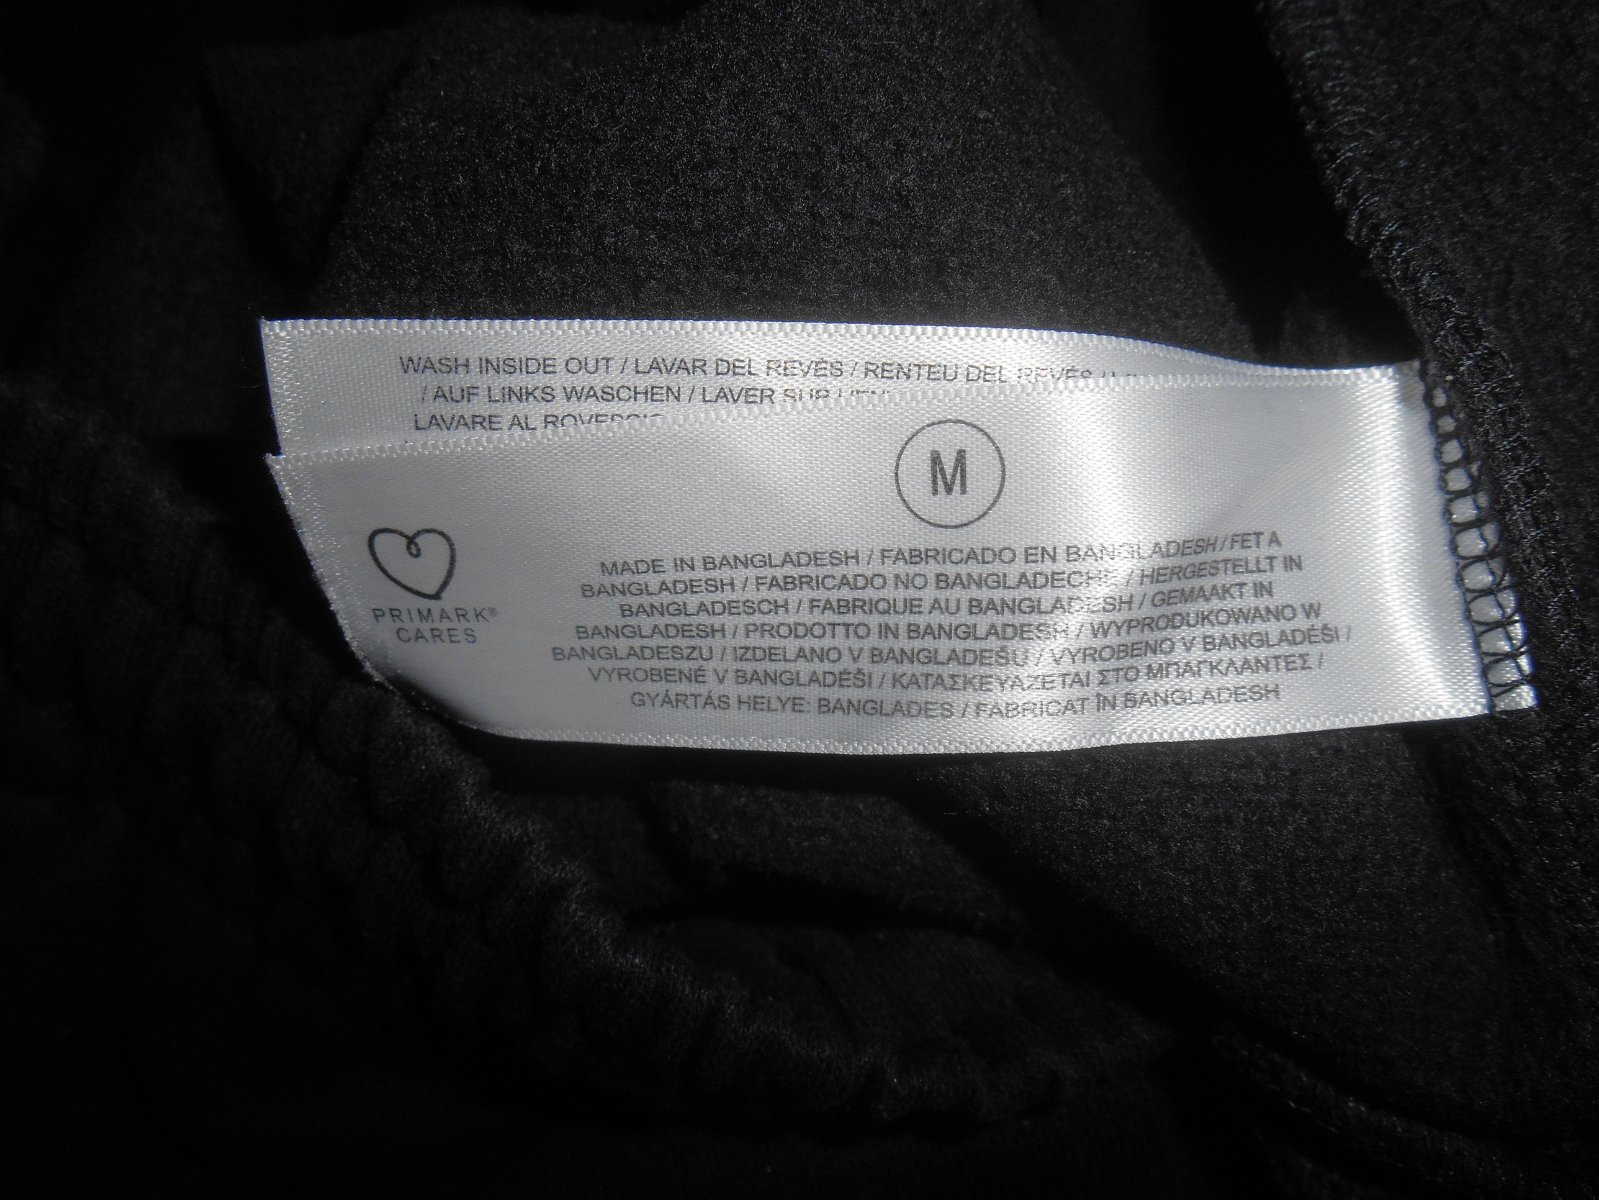 WASH INSIDE OUT / LAVAR DEL REVÉS / RENTEU DEL REVÉS /
/ AUF LINKS WASCHEN / LAVER SUR
LAVARE AL ROVESCIO
M
PRIMARK®
CARES
MADE IN BANGLADESH / FABRICADO EN BANGLADESH / FET A
BANGLADESH / FABRICADO NO BANGLADECHE / HERGESTELLT IN
BANGLADESCH / FABRIQUE AU BANGLADESH / GEMAAKT IN
BANGLADESH / PRODOTTO IN BANGLADESH / WYPRODUKOWANO W
BANGLADESZU / IZDELANO V BANGLADEŠU / VYROBENO V BANGLADÉŠI /
VYROBENÉ V BANGLADÉŠI / ΚΑΤΑΣΚΕΥΑΖΕΤΑΙ ΣΤΟ ΜΠΑΓΚΛΑΝΤΕΣ /
GYÁRTÁS HELYE: BANGLADES / FABRICAT ÎN BANGLADESH